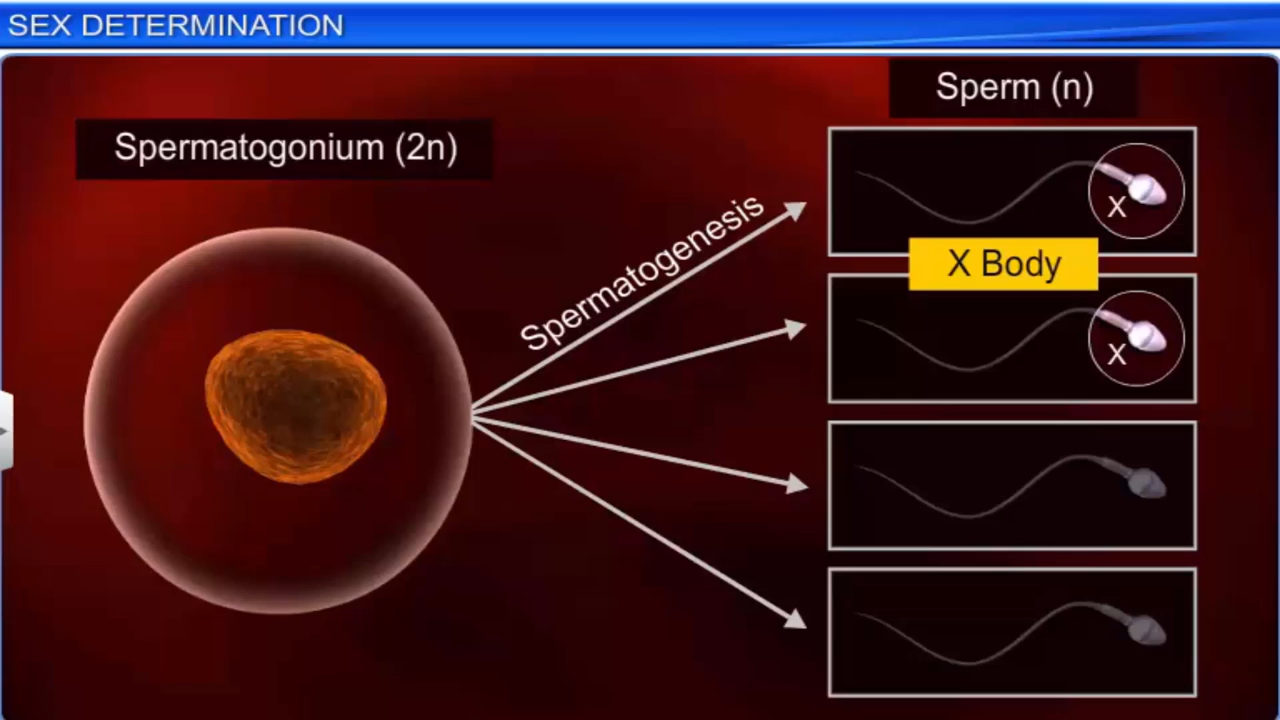 SEX DETERMINATION
Spermatogonium (2n)
Spermatogenesis
Sperm (n)
X
X Body
X